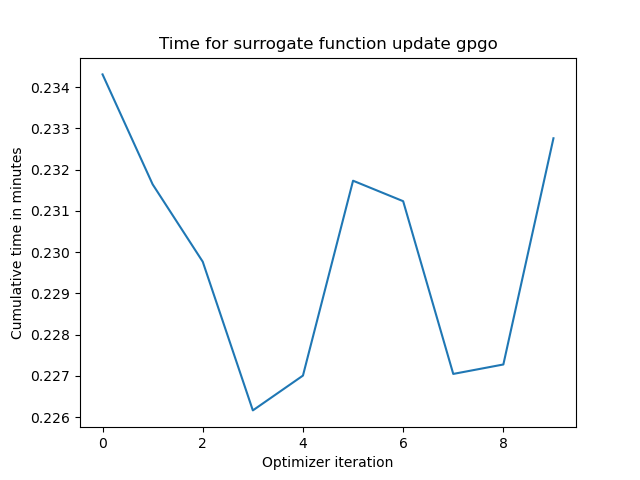 Time for surrogate function update gpgo
Cumulative time in minutes
0.234
0.233
0.232
0.231
0.230
0.229
0.228
0.227
0.226
0 2 4 6 8
Optimizer iteration